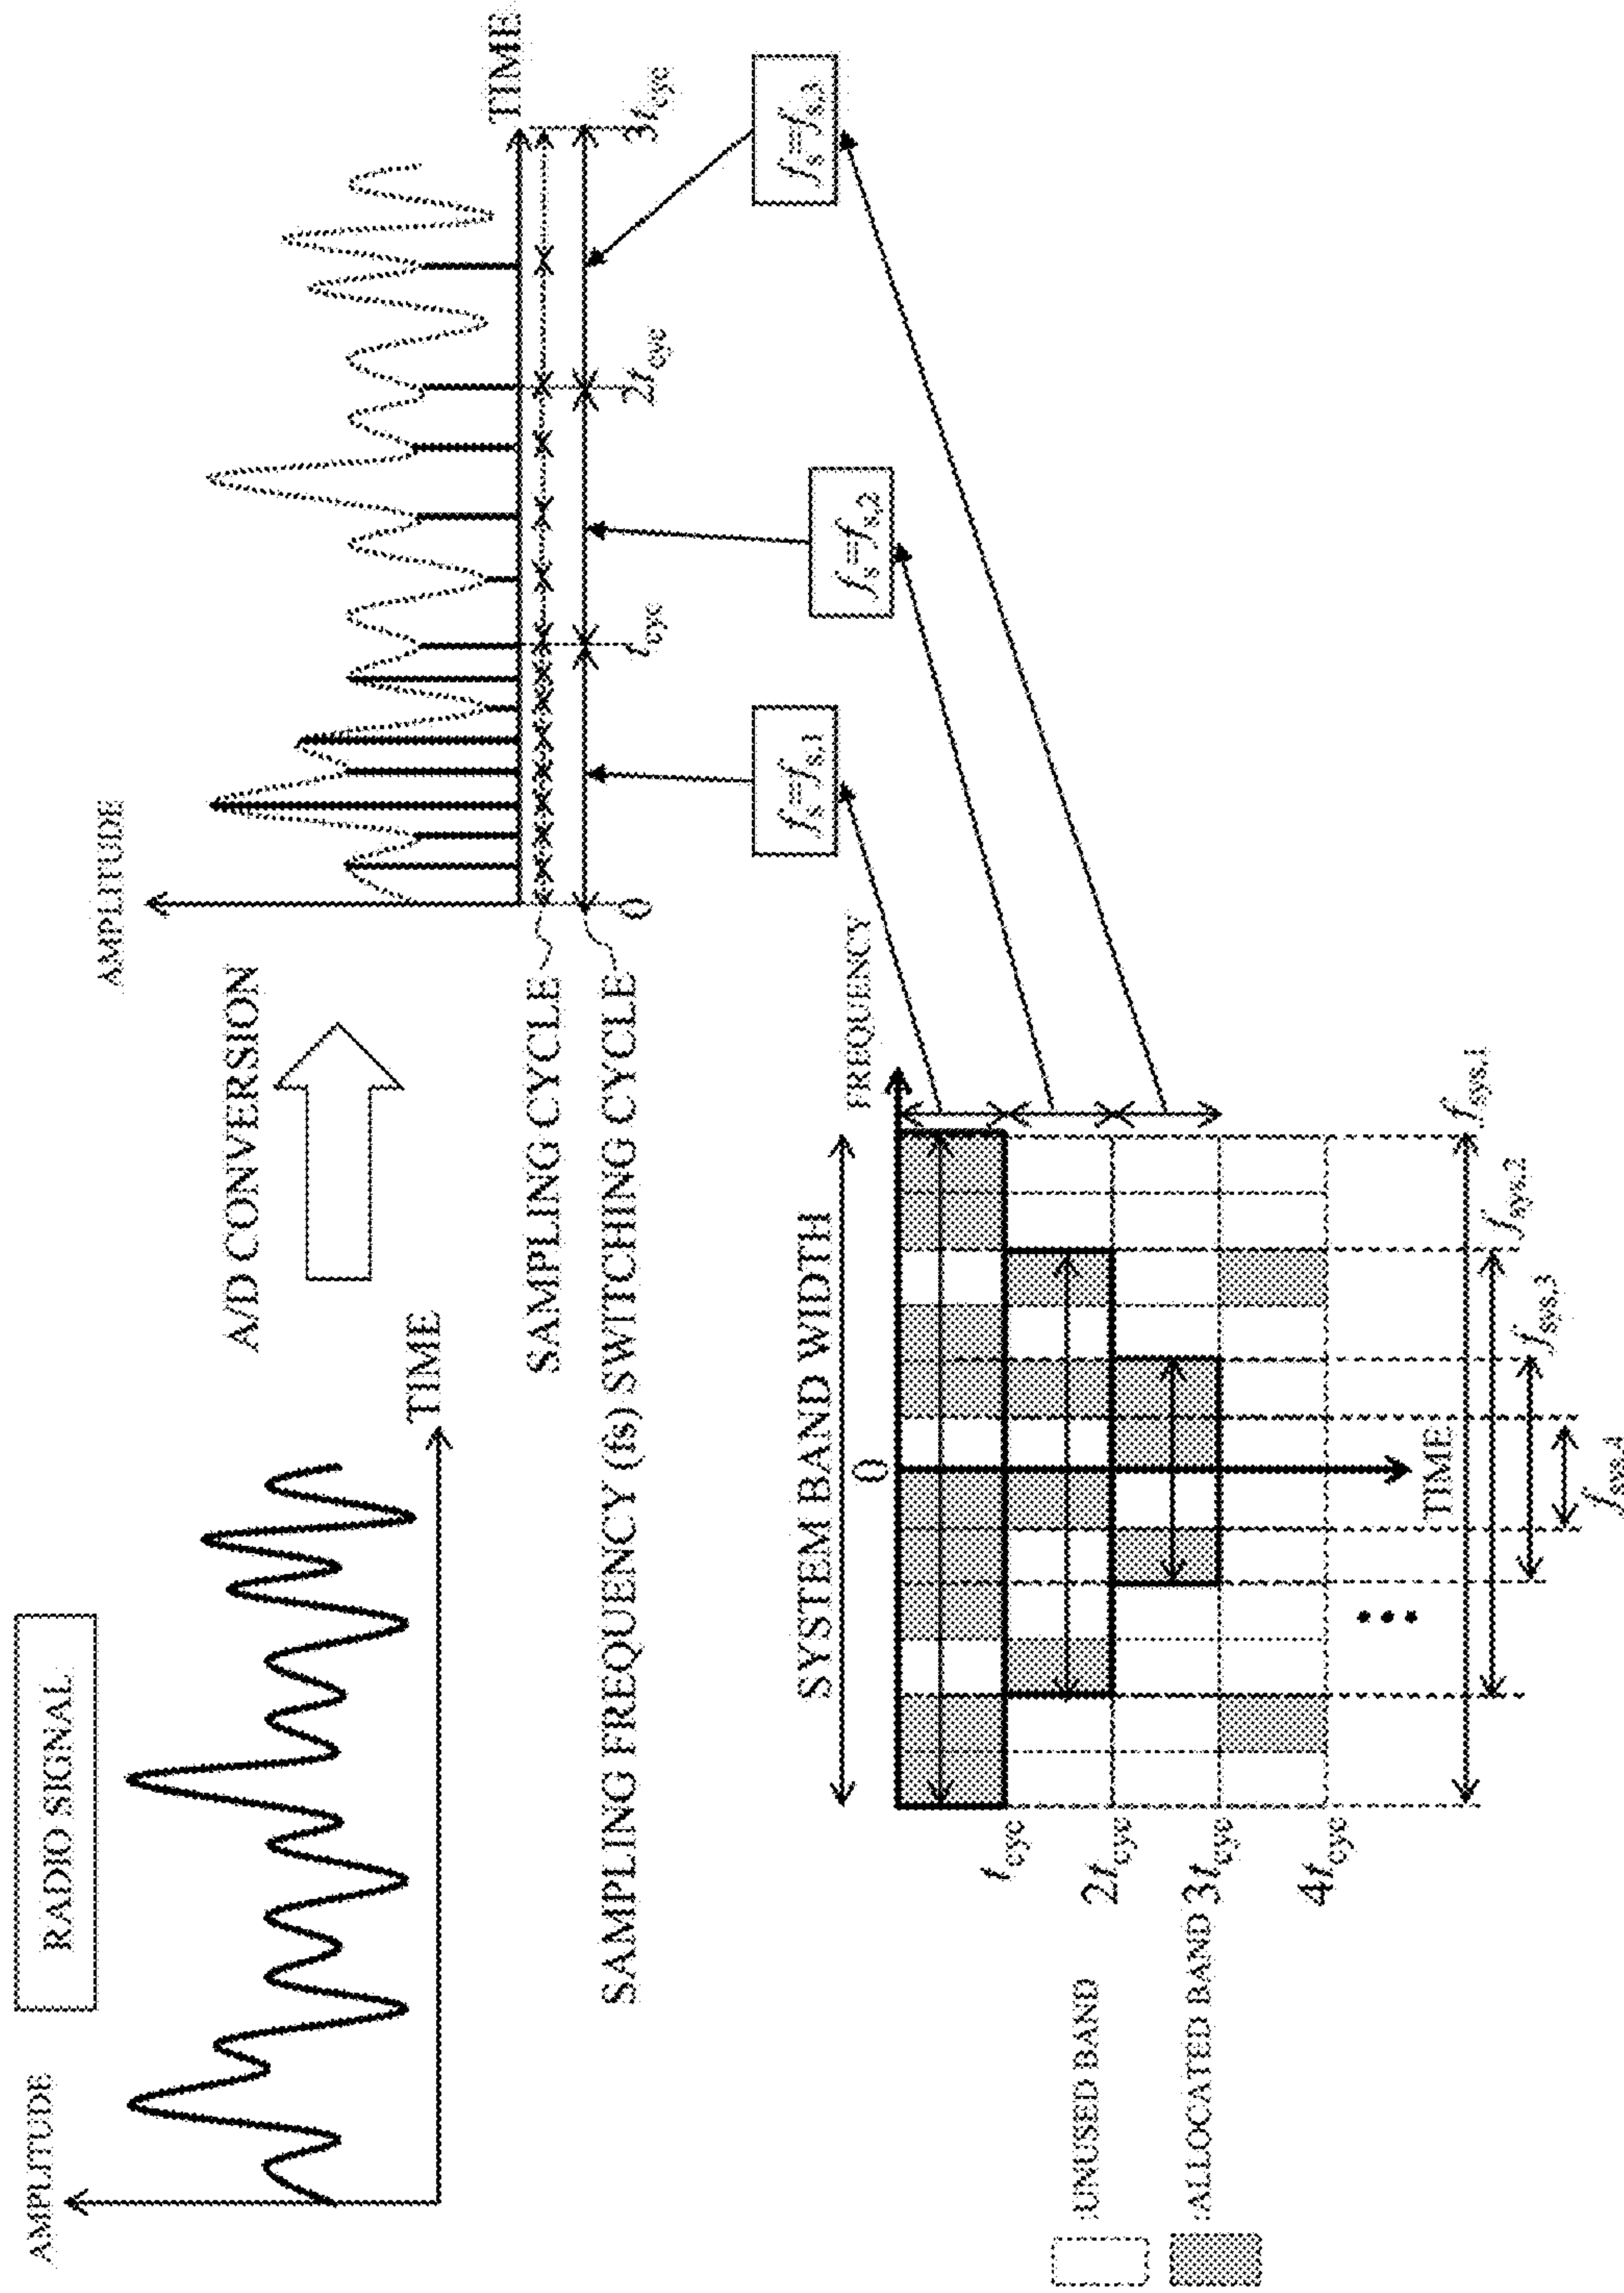 RADIO SIGNAL
AMPLITUDE
TIME
A/D CONVERSION
AMPLITUDE
TIME
SAMPLING CYCLE
SAMPLING FREQUENCY (fs) SWITCHING CYCLE
0
tcyc
2tcyc
3tcyc
fs=fs,1
fs=fs,2
fs=fs,3
SYSTEM BAND WIDTH
FREQUENCY
0
tcyc
2tcyc
3tcyc
4tcyc
TIME
...
fsys,1
fsys,2
fsys,3
fsys,4
:UNUSED BAND
:ALLOCATED BAND